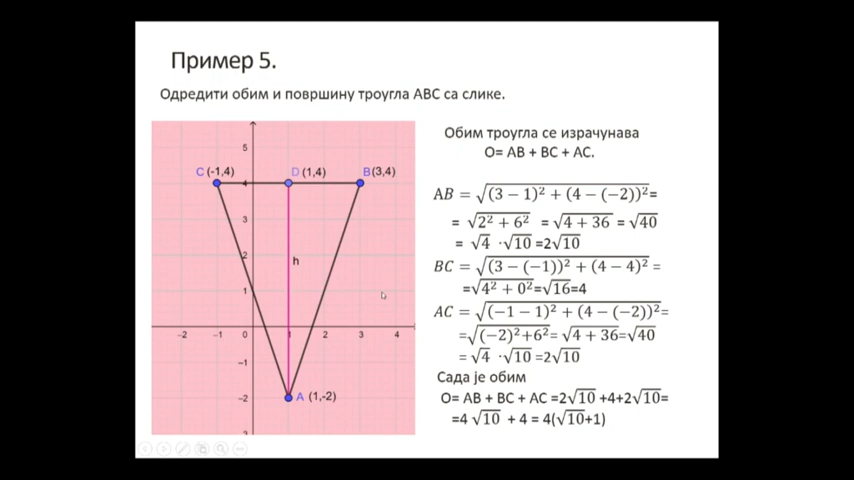 Пример 5.
Одредити обим и површину троугла ABC са слике.
5
C (-1,4) D (1,4) B(3,4)
4
3
2
h
1
-2 -1 0 1 2 3 4
-1
-2 A (1,-2)
Обим троугла се израчунава
O= AB + BC + AC.
AB = √((3 − 1)² + (4 − (−2))²)=
= √(2² + 6²) = √(4 + 36) = √40
= √4 ·√10 =2√10
BC = √((3 − (−1))² + (4 − 4)²) =
=√(4² + 0²)=√16=4
AC = √((−1 − 1)² + (4 − (−2))²)=
=√((−2)²+6²)= √(4 + 36)=√40
= √4 ·√10 =2√10
Сада је обим
O= AB + BC + AC =2√10 +4+2√10=
=4 √10 + 4 = 4(√10+1)